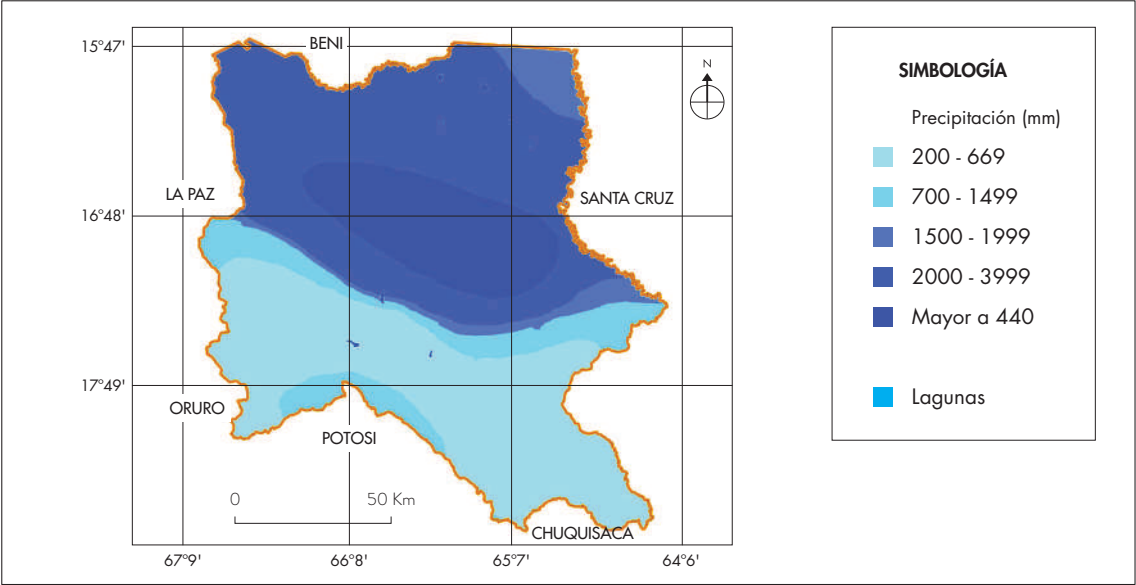 15°47'
16°48'
17°49'
67°9'
66°8'
65°7'
64°6'
BENI
N
LA PAZ
SANTA CRUZ
ORURO
POTOSI
CHUQUISACA
0 50 Km
SIMBOLOGÍA
Precipitación (mm)
200 - 669
700 - 1499
1500 - 1999
2000 - 3999
Mayor a 440
Lagunas